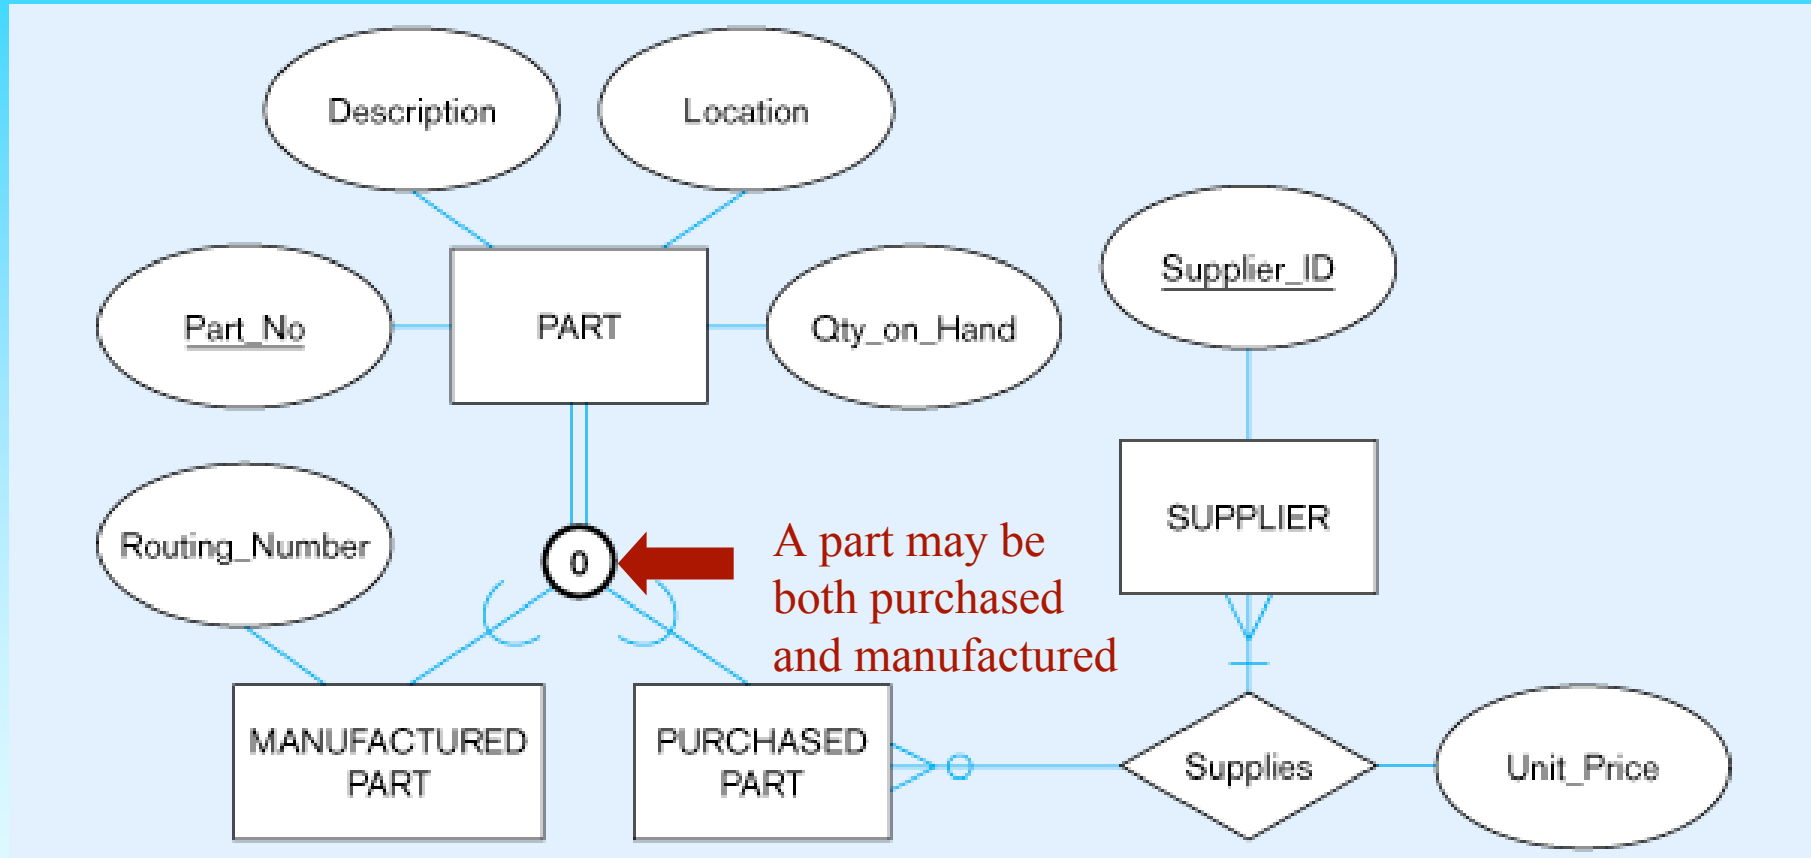 Description
Location
Supplier_ID
Part_No
PART
Qty_on_Hand
SUPPLIER
Routing_Number
0
A part may be
both purchased
and manufactured
MANUFACTURED
PART
PURCHASED
PART
Supplies
Unit_Price